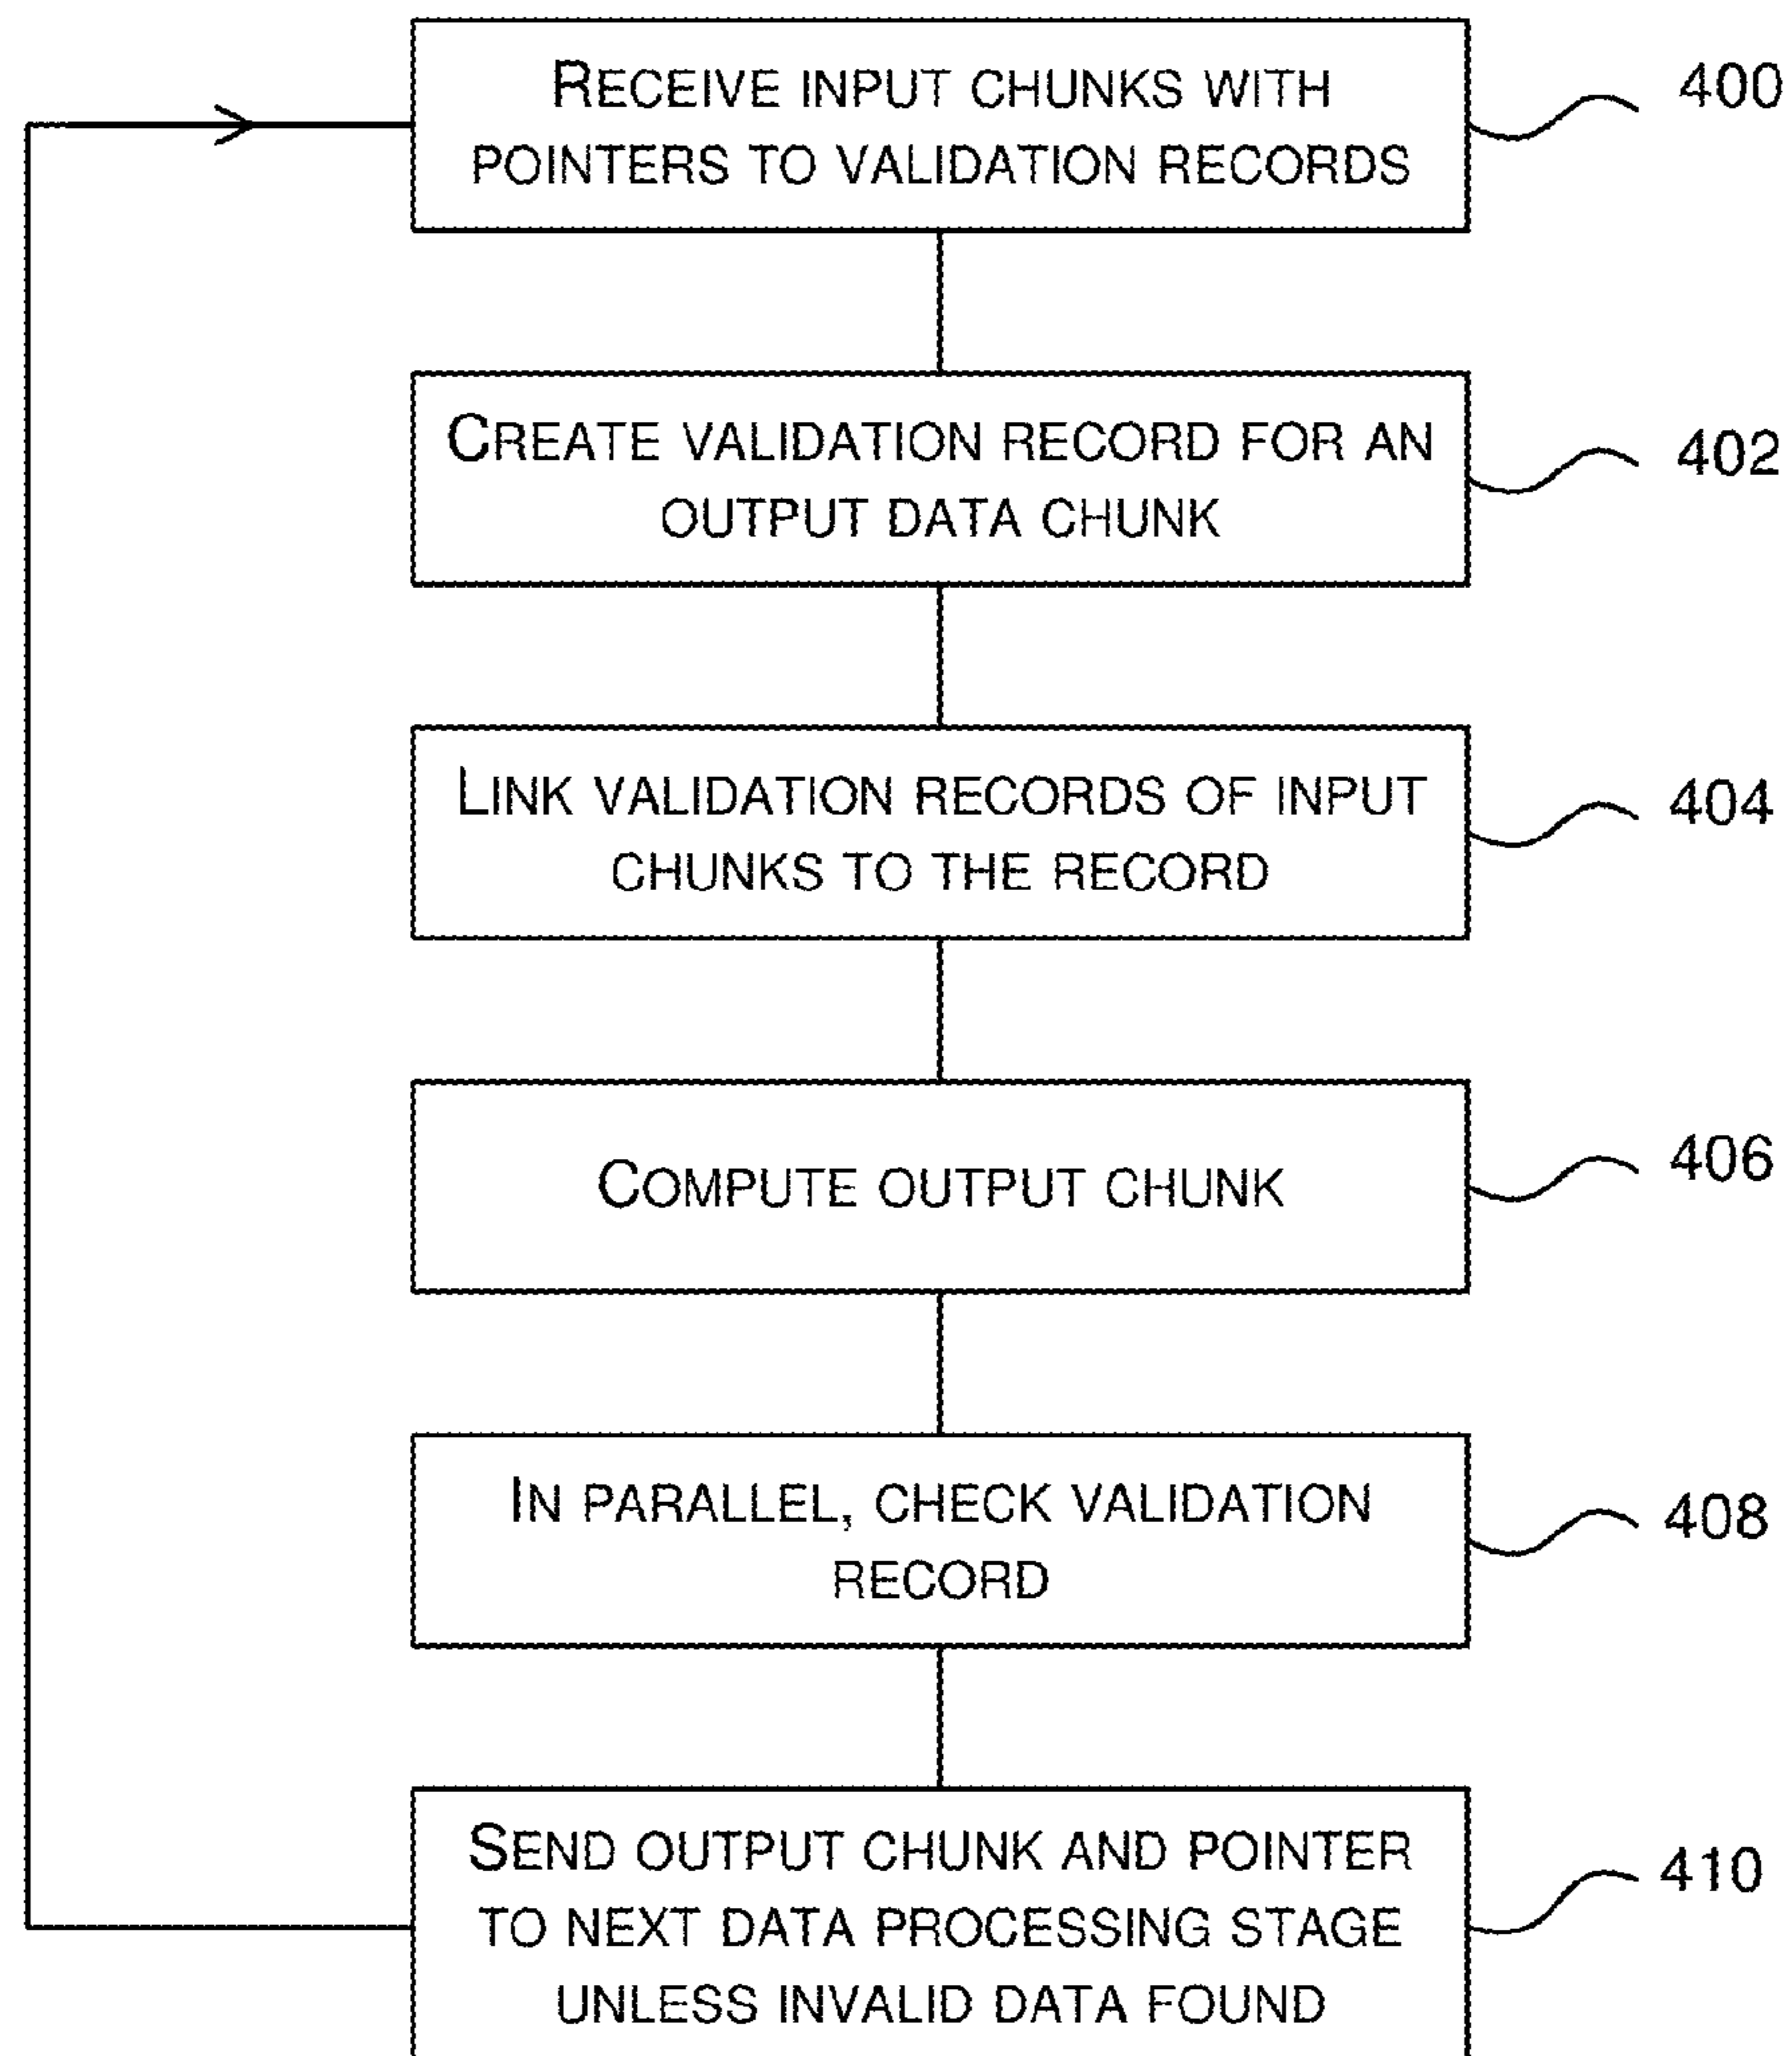 RECEIVE INPUT CHUNKS WITH
POINTERS TO VALIDATION RECORDS
400
CREATE VALIDATION RECORD FOR AN
OUTPUT DATA CHUNK
402
LINK VALIDATION RECORDS OF INPUT
CHUNKS TO THE RECORD
404
COMPUTE OUTPUT CHUNK
406
IN PARALLEL, CHECK VALIDATION
RECORD
408
SEND OUTPUT CHUNK AND POINTER
TO NEXT DATA PROCESSING STAGE
UNLESS INVALID DATA FOUND
410